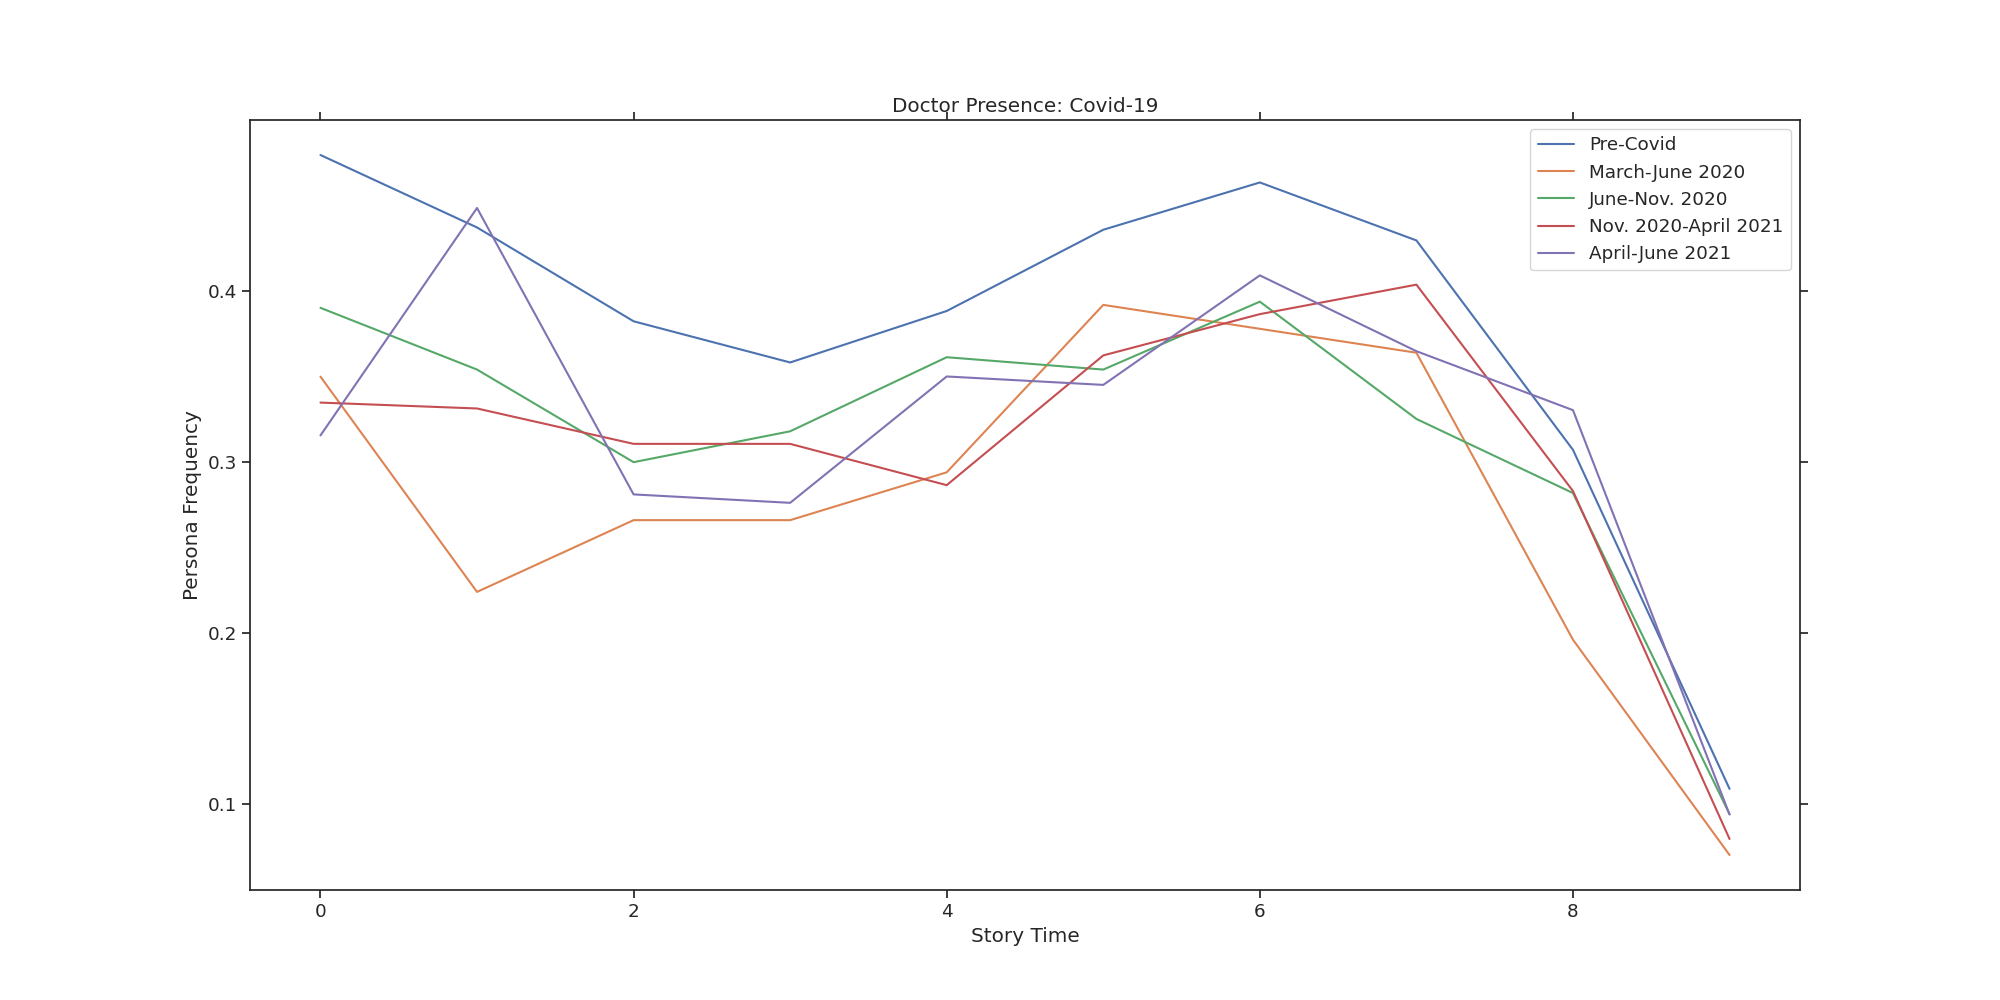 Doctor Presence: Covid-19
Pre-Covid
March-June 2020
June-Nov. 2020
Nov. 2020-April 2021
April-June 2021
Persona Frequency
0.4
0.3
0.2
0.1
0 2 4 6 8
Story Time